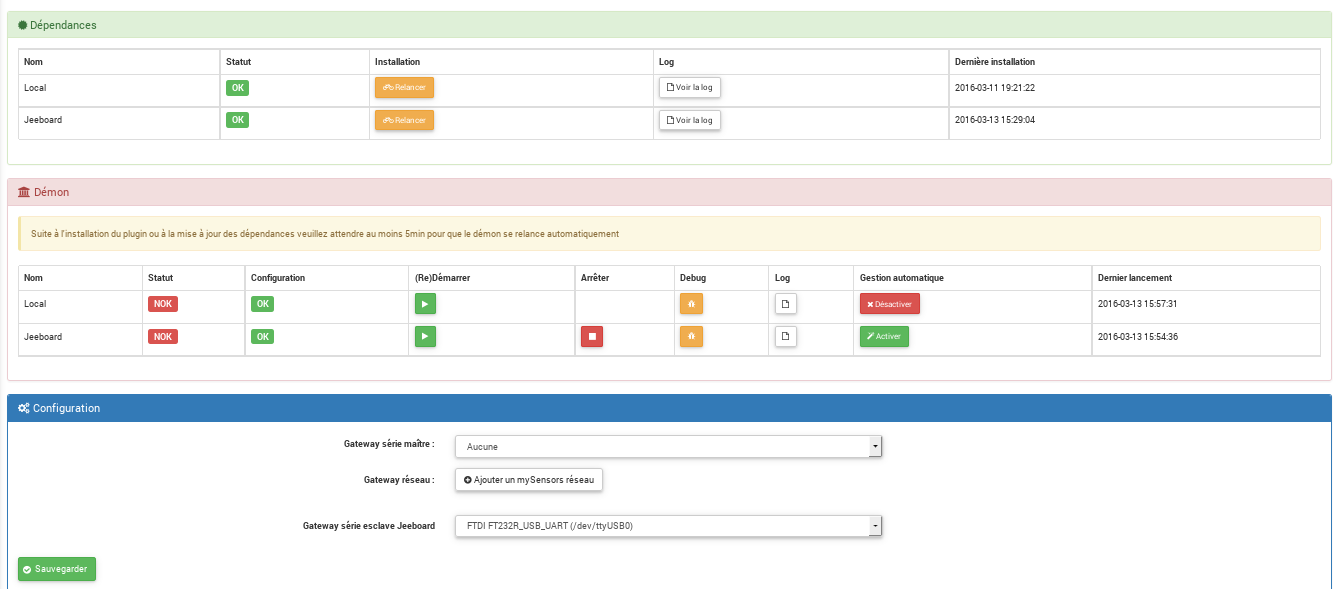 Dépendances
Nom Statut Installation Log Dernière installation
Local OK Relancer Voir la log 2016-03-11 19:21:22
Jeeboard OK Relancer Voir la log 2016-03-13 15:29:04
Démon
Suite à l'installation du plugin ou à la mise à jour des dépendances veuillez attendre au moins 5min pour que le démon se relance automatiquement
Nom Statut Configuration (Re)Démarrer Arrêter Debug Log Gestion automatique Dernier lancement
Local NOK OK Désactiver 2016-03-13 15:57:31
Jeeboard NOK OK Activer 2016-03-13 15:54:36
Configuration
Gateway série maître : Aucune
Gateway réseau : Ajouter un mySensors réseau
Gateway série esclave Jeeboard FTDI FT232R_USB_UART (/dev/ttyUSB0)
Sauvegarder